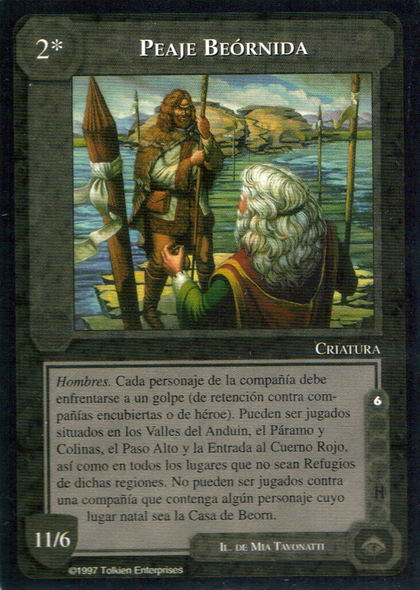 2*
PEAJE BEÓRNIDA
CRIATURA
Hombres. Cada personaje de la compañía debe
enfrentarse a un golpe (de retención contra com-
pañías encubiertas o de héroe). Pueden ser jugados
situados en los Valles del Anduin, el Páramo y
Colinas, el Paso Alto y la Entrada al Cuerno Rojo,
así como en todos los lugares que no sean Refugios
de dichas regiones. No pueden ser jugados contra
una compañía que contenga algún personaje cuyo
lugar natal sea la Casa de Beorn.
6
H
11/6
IL. DE MIA TAVONATTI
©1997 Tolkien Enterprises